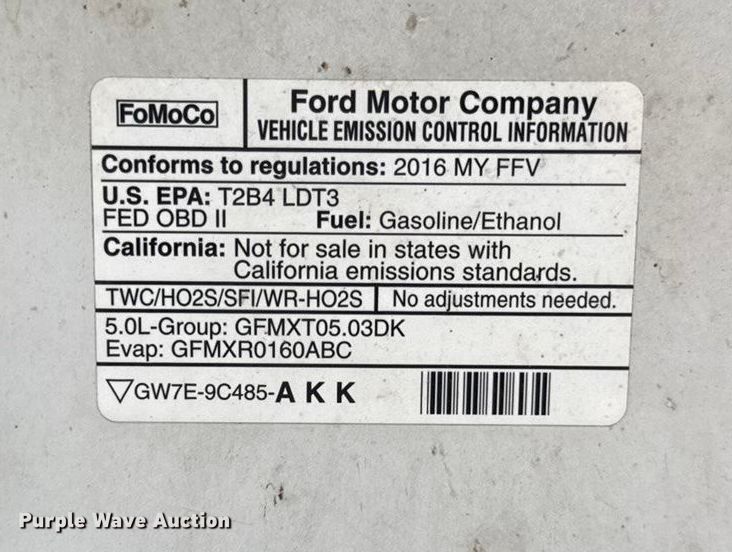 FoMoCo
Ford Motor Company
VEHICLE EMISSION CONTROL INFORMATION
Conforms to regulations: 2016 MY FFV
U.S. EPA: T2B4 LDT3
FED OBD II Fuel: Gasoline/Ethanol
California: Not for sale in states with
California emissions standards.
TWC/HO2S/SFI/WR-HO2S No adjustments needed.
5.0L-Group: GFMXT05.03DK
Evap: GFMXR0160ABC
▽GW7E-9C485-A K K
Purple Wave Auction